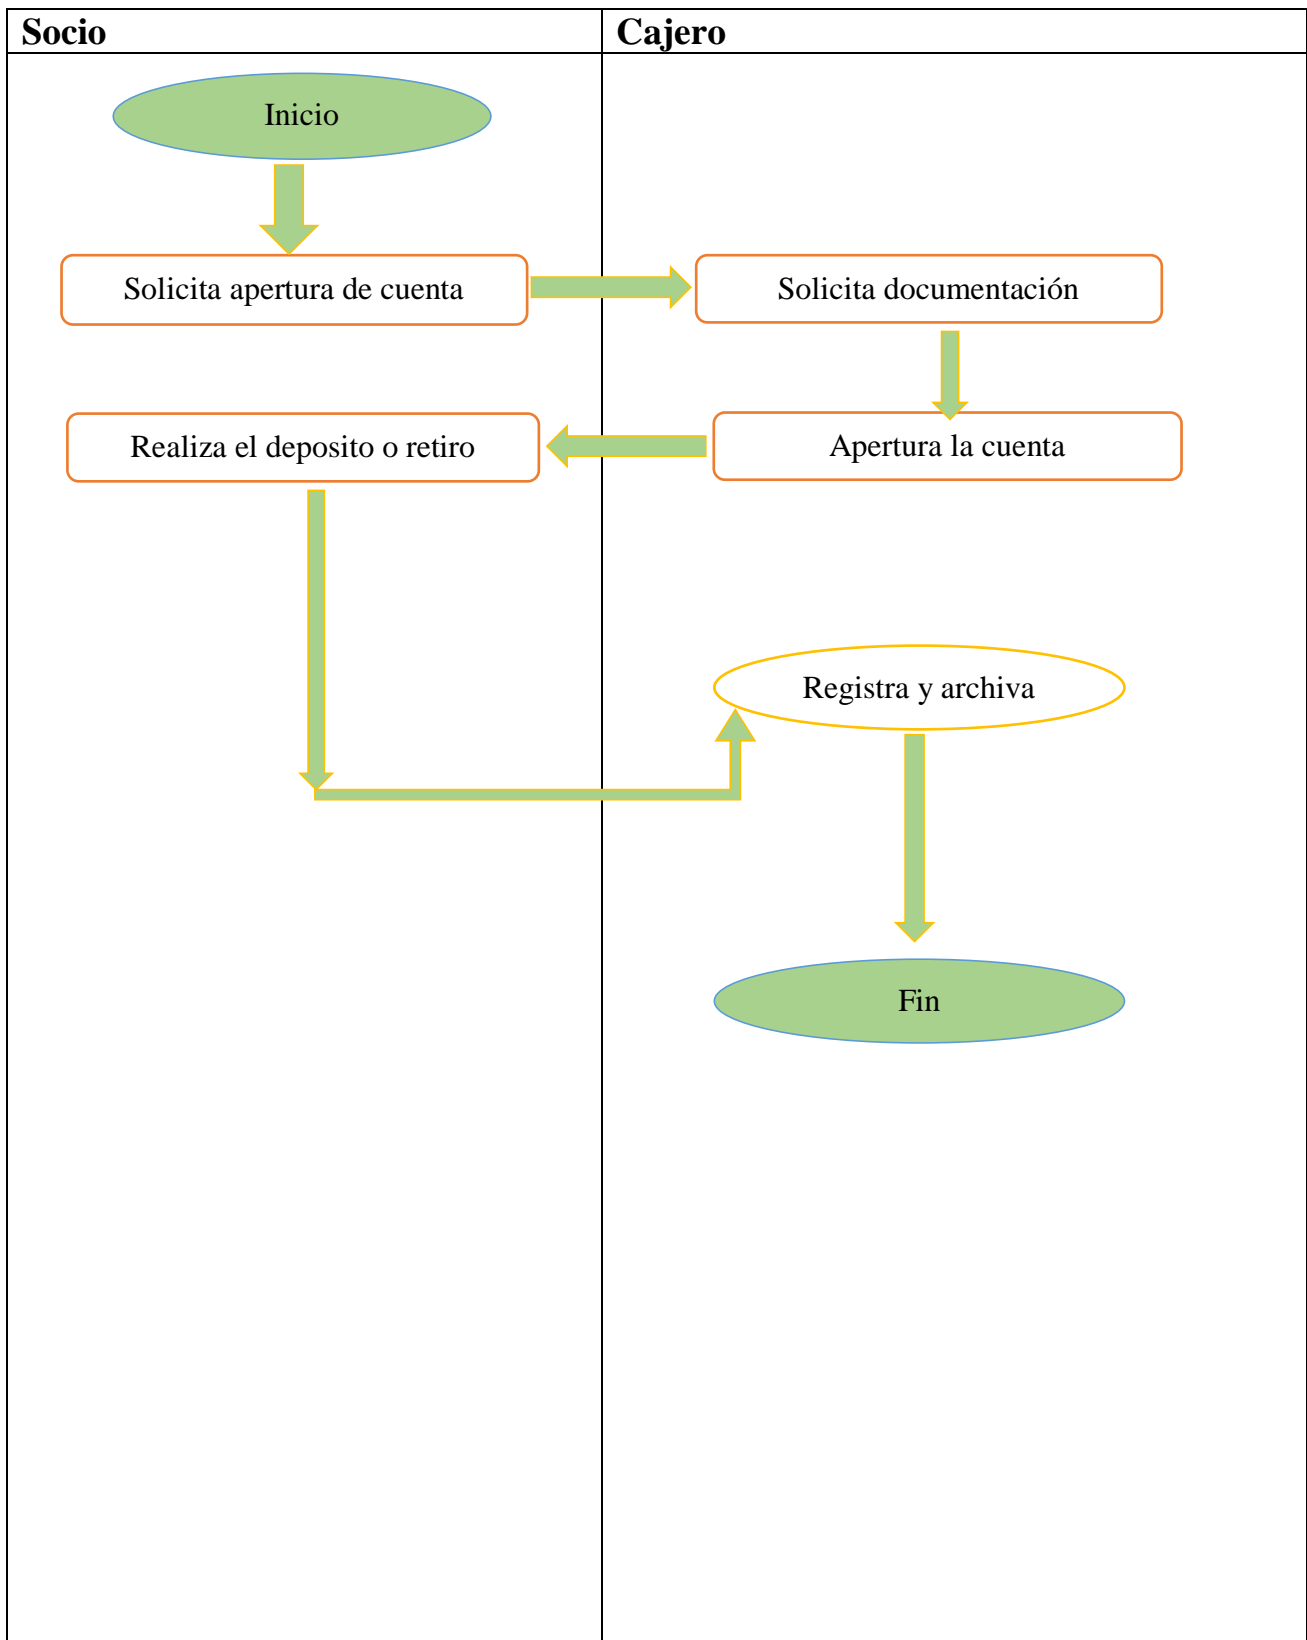 Socio
Cajero
Inicio
Solicita apertura de cuenta
Solicita documentación
Realiza el deposito o retiro
Apertura la cuenta
Registra y archiva
Fin